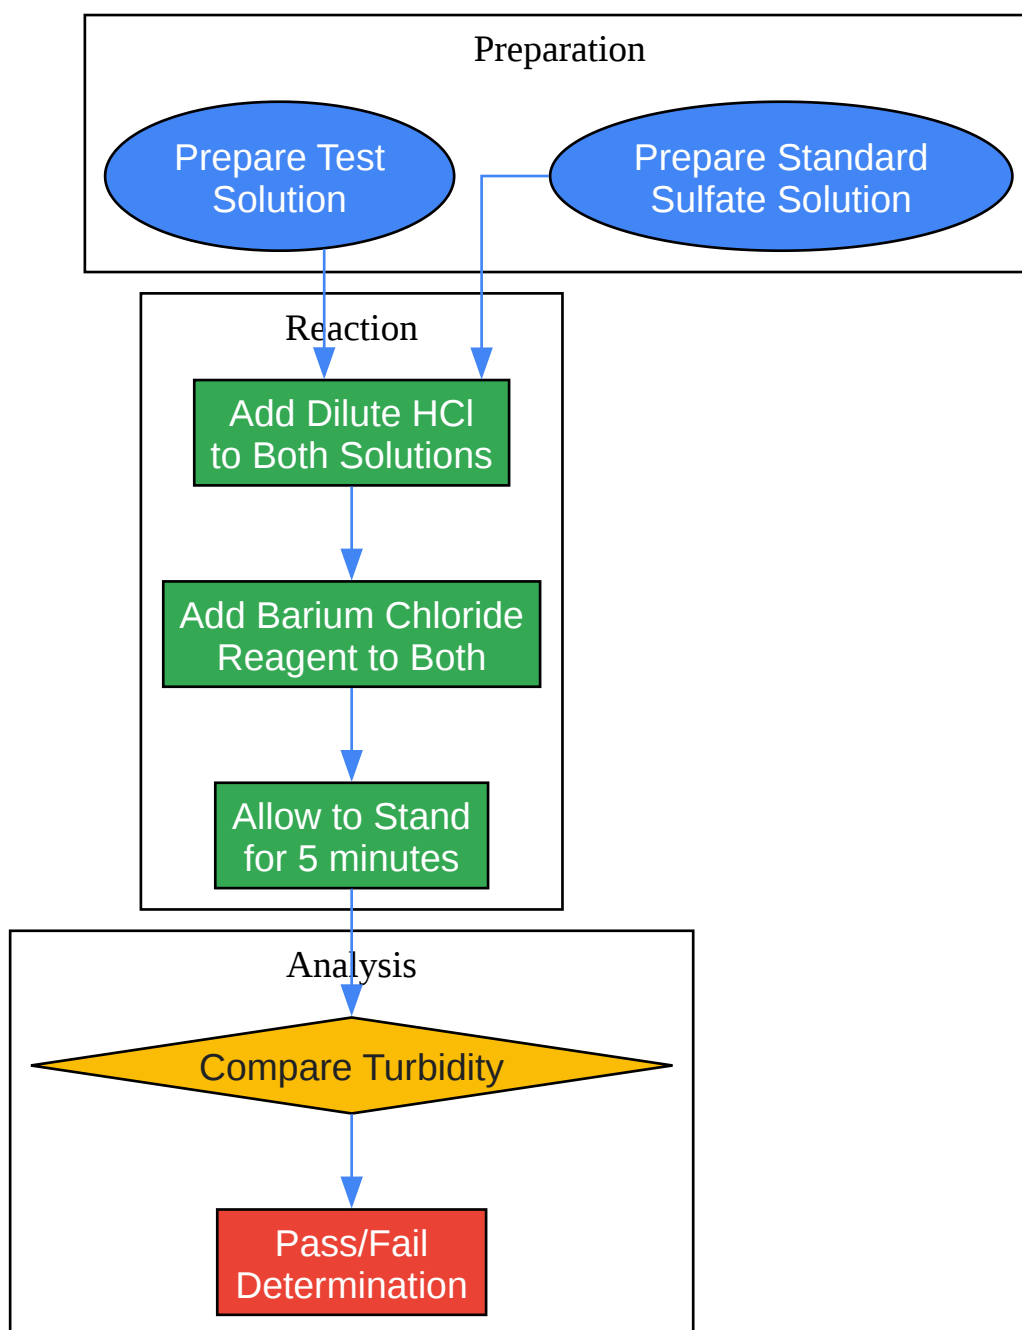 Preparation
Prepare Test
Solution
Prepare Standard
Sulfate Solution
Reaction
Add Dilute HCl
to Both Solutions
Add Barium Chloride
Reagent to Both
Allow to Stand
for 5 minutes
Analysis
Compare Turbidity
Pass/Fail
Determination